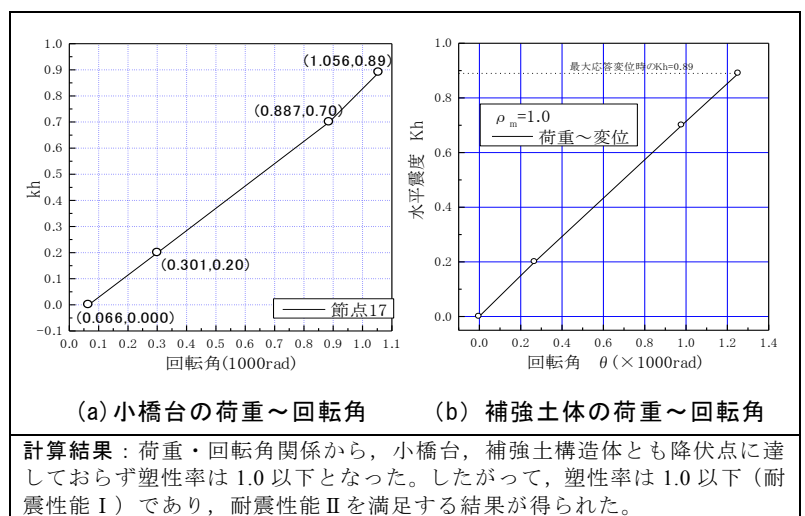 1.0
0.9
0.8
0.7
0.6
0.5
0.4
0.3
0.2
0.1
0.0
-0.1
kh
(1.056,0.89)
(0.887,0.70)
(0.301,0.20)
(0.066,0.000)
節点17
0.0 0.1 0.2 0.3 0.4 0.5 0.6 0.7 0.8 0.9 1.0 1.1
回転角(1000rad)
(a)小橋台の荷重～回転角
1.0
0.8
0.6
0.4
0.2
0.0
水平震度 Kh
最大応答変位時のKh=0.89
ρm=1.0
荷重～変位
0.0 0.2 0.4 0.6 0.8 1.0 1.2 1.4
回転角 θ(×1000rad)
(b) 補強土体の荷重～回転角
計算結果：荷重・回転角関係から，小橋台，補強土構造体とも降伏点に達
しておらず塑性率は 1.0 以下となった。したがって，塑性率は 1.0 以下（耐
震性能Ⅰ）であり，耐震性能Ⅱを満足する結果が得られた。